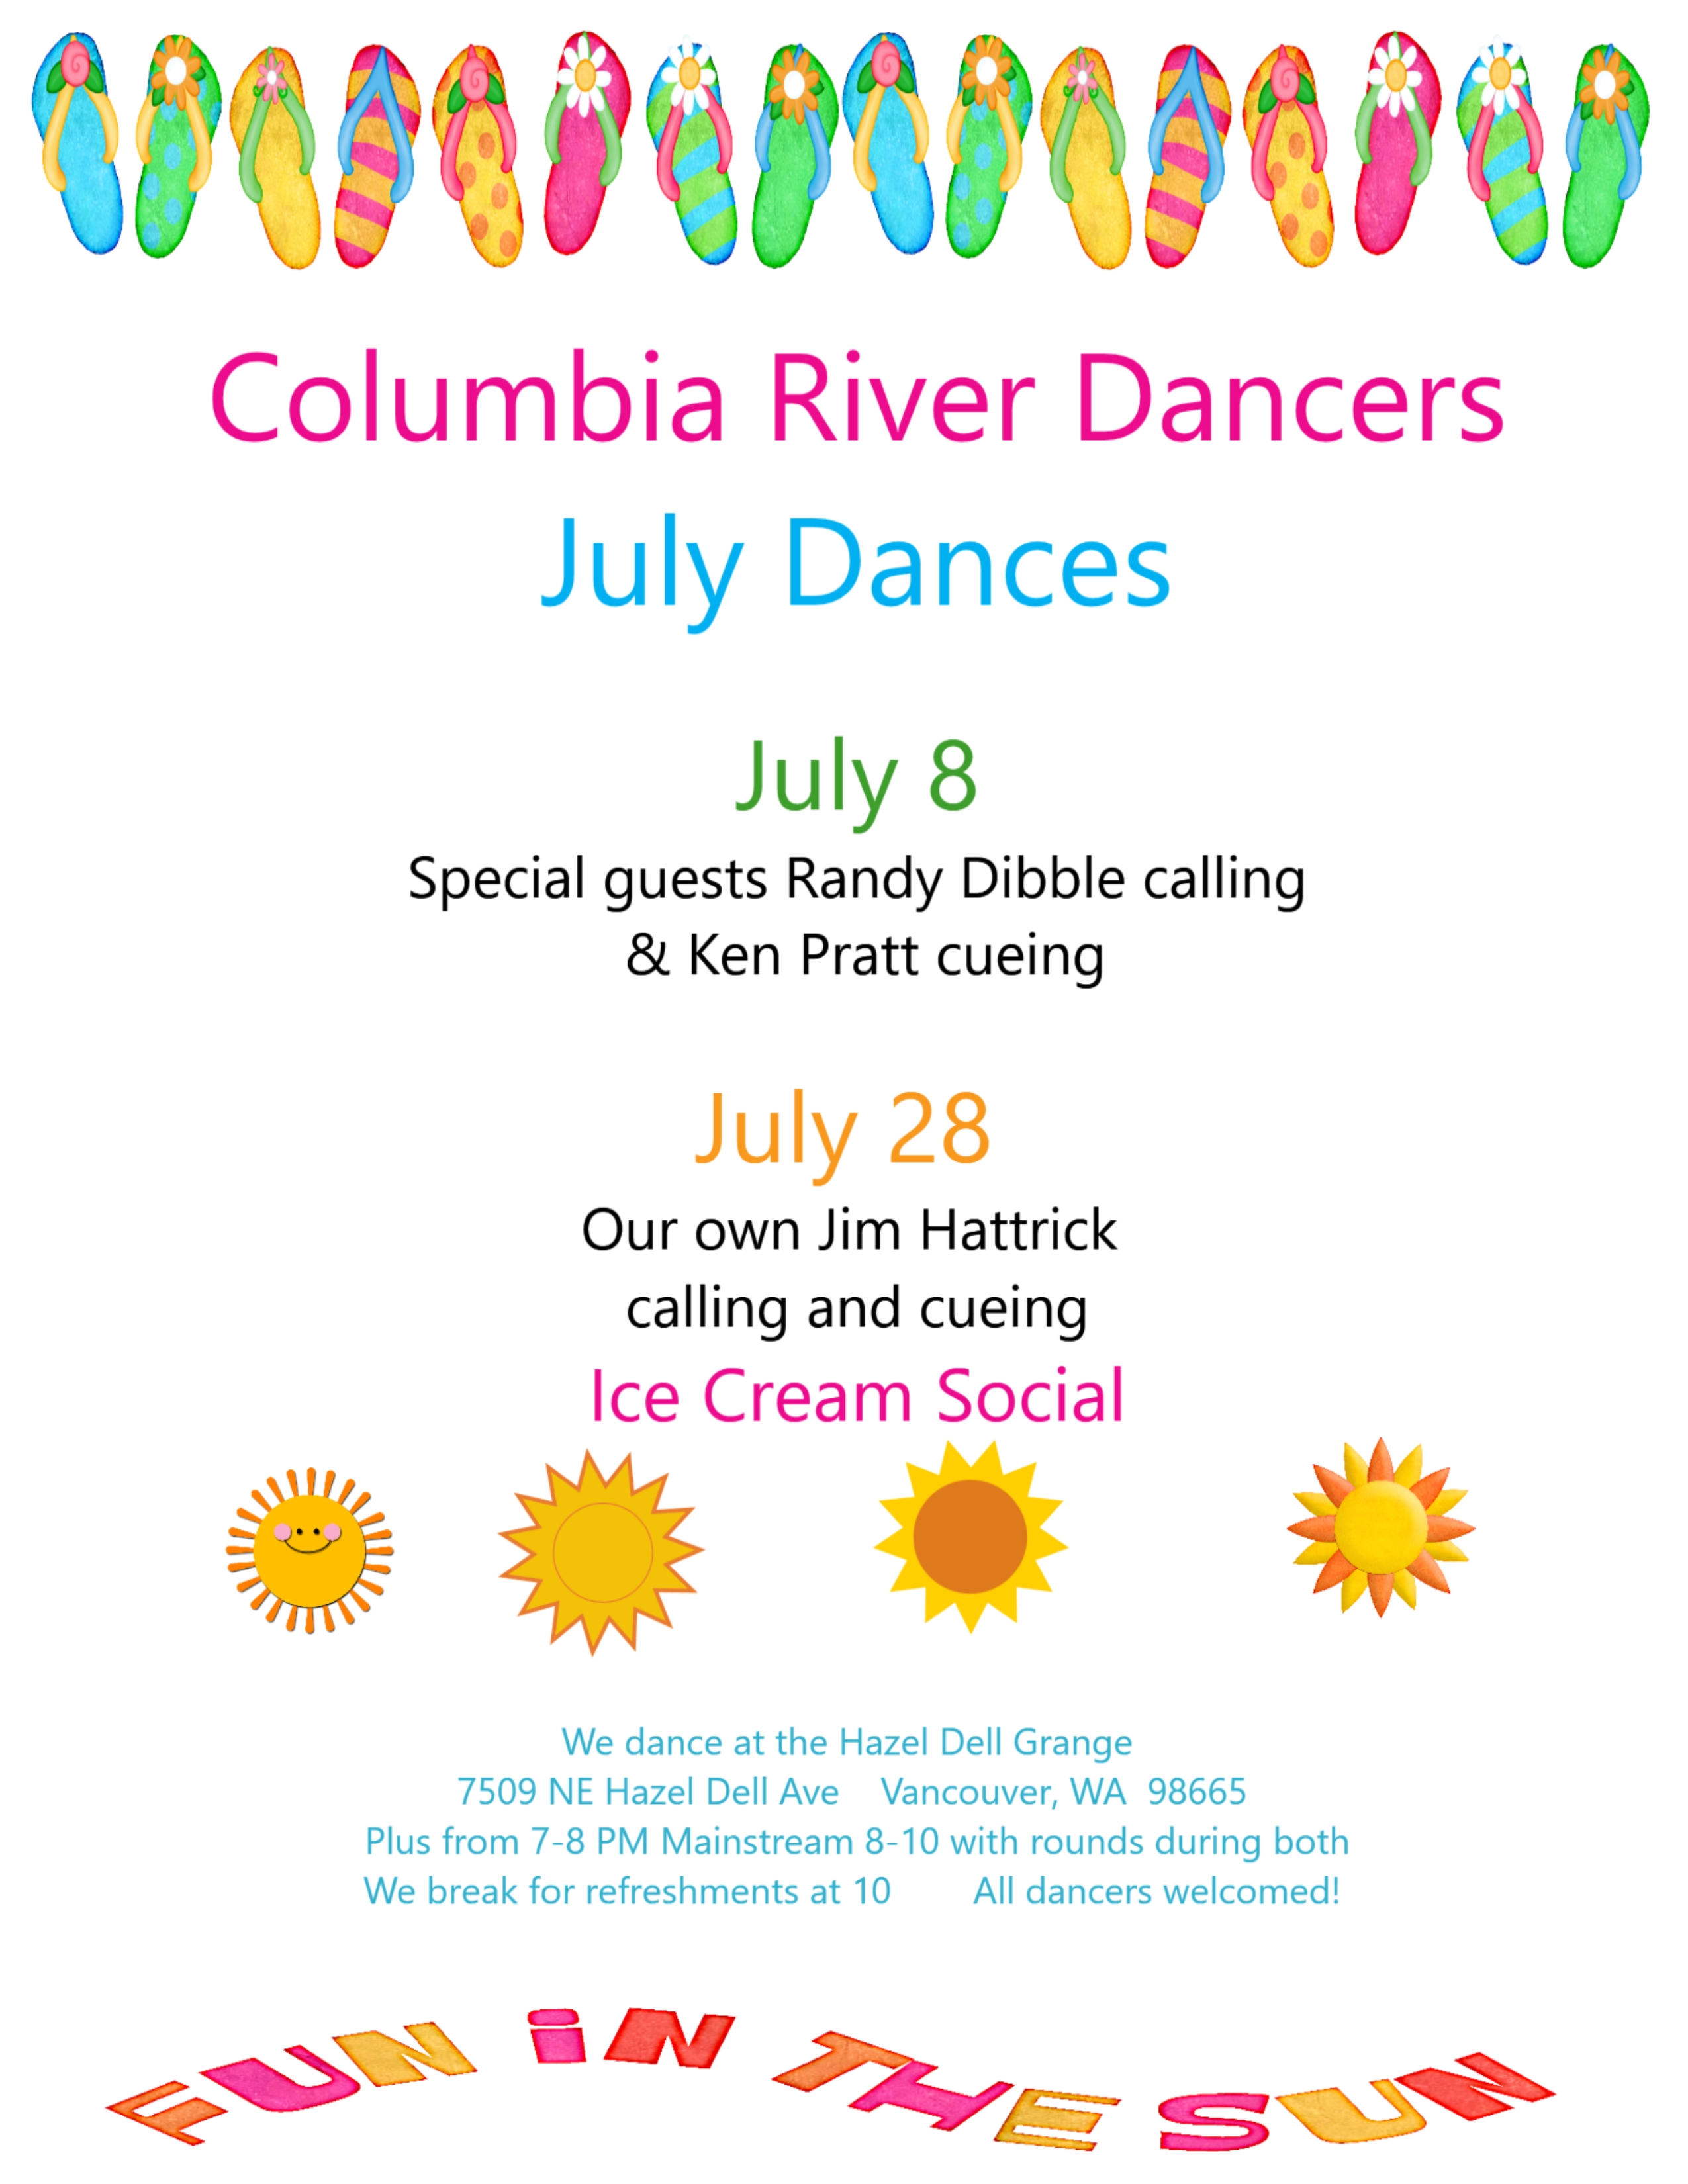 Columbia River Dancers
July Dances
July 8
Special guests Randy Dibble calling
& Ken Pratt cueing
July 28
Our own Jim Hattrick
calling and cueing
Ice Cream Social
We dance at the Hazel Dell Grange
7509 NE Hazel Dell Ave    Vancouver, WA  98665
Plus from 7-8 PM Mainstream 8-10 with rounds during both
We break for refreshments at 10        All dancers welcomed!
FUN iN THE SUN